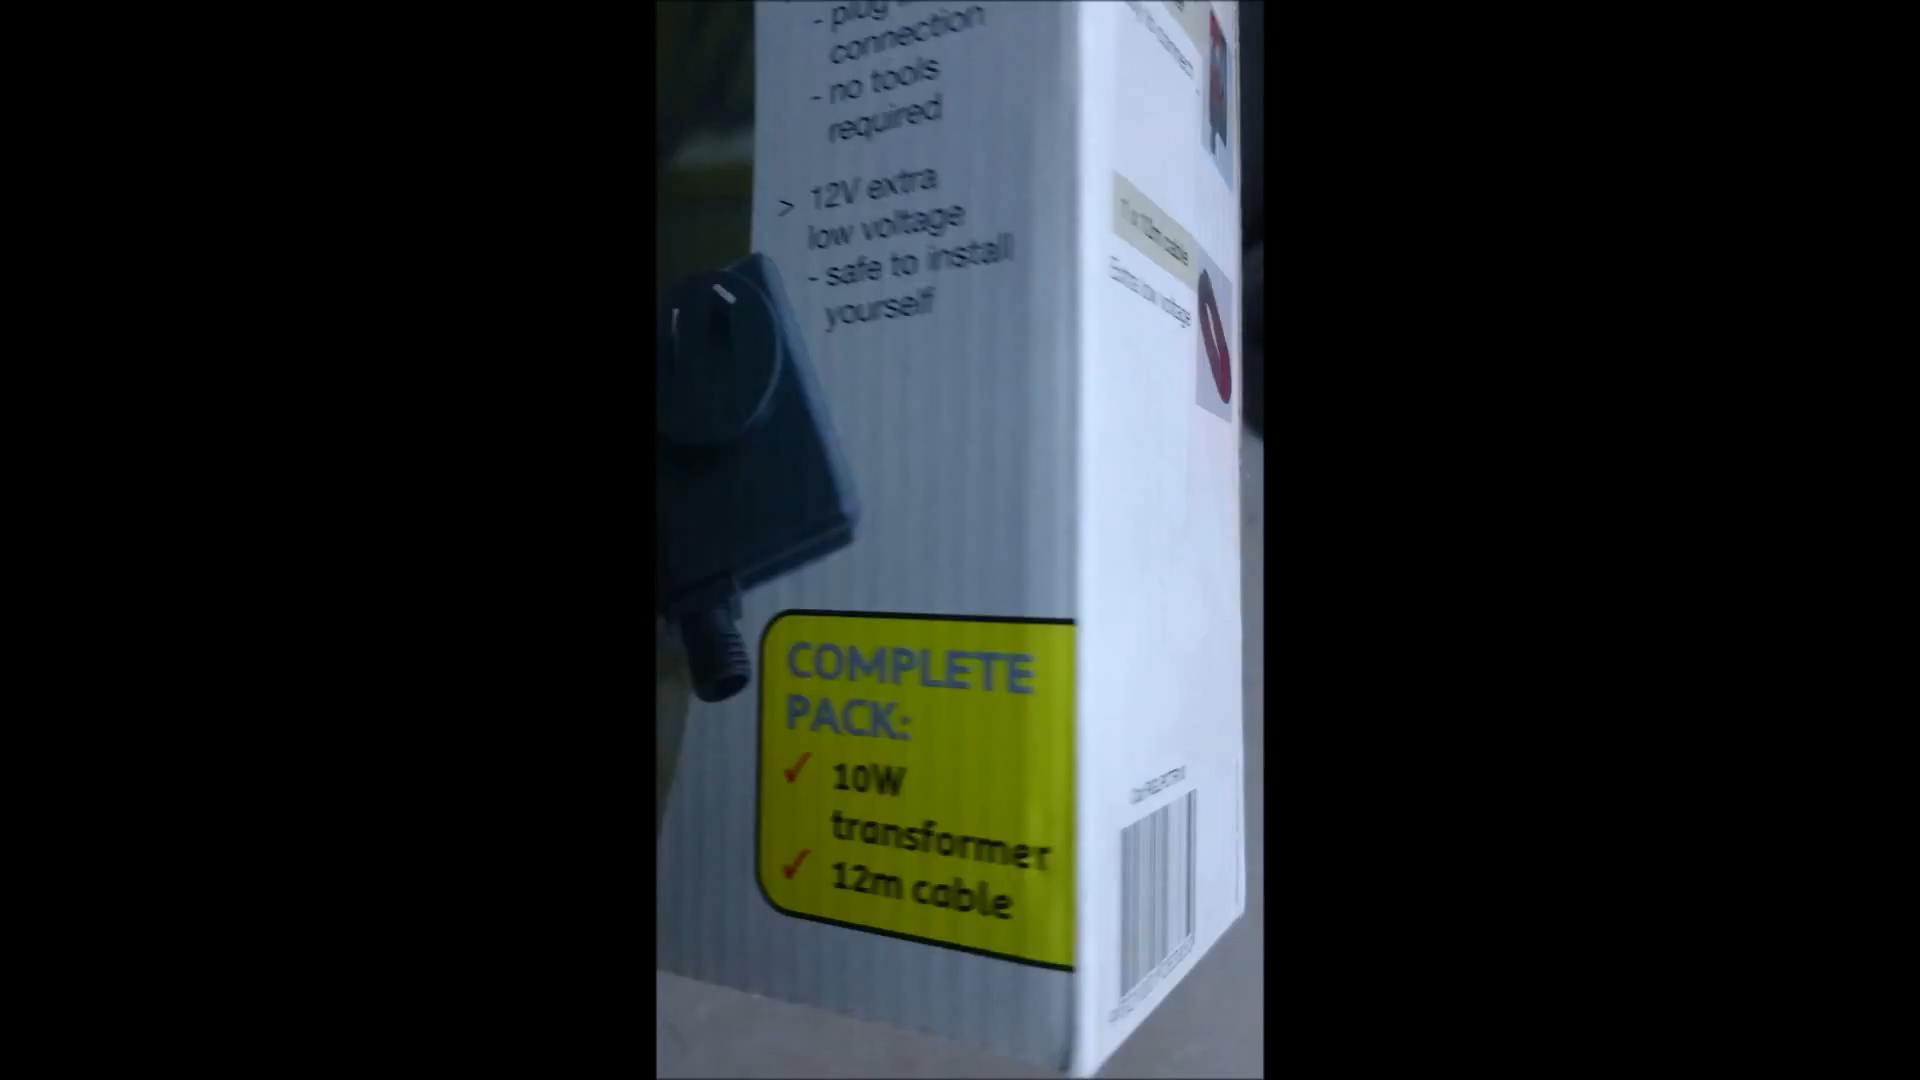 - plug
connection
- no tools
required
> 12V extra
low voltage
- safe to install
yourself
COMPLETE
PACK:
✓ 10W
transformer
✓ 12m cable
cable
Extra low voltage